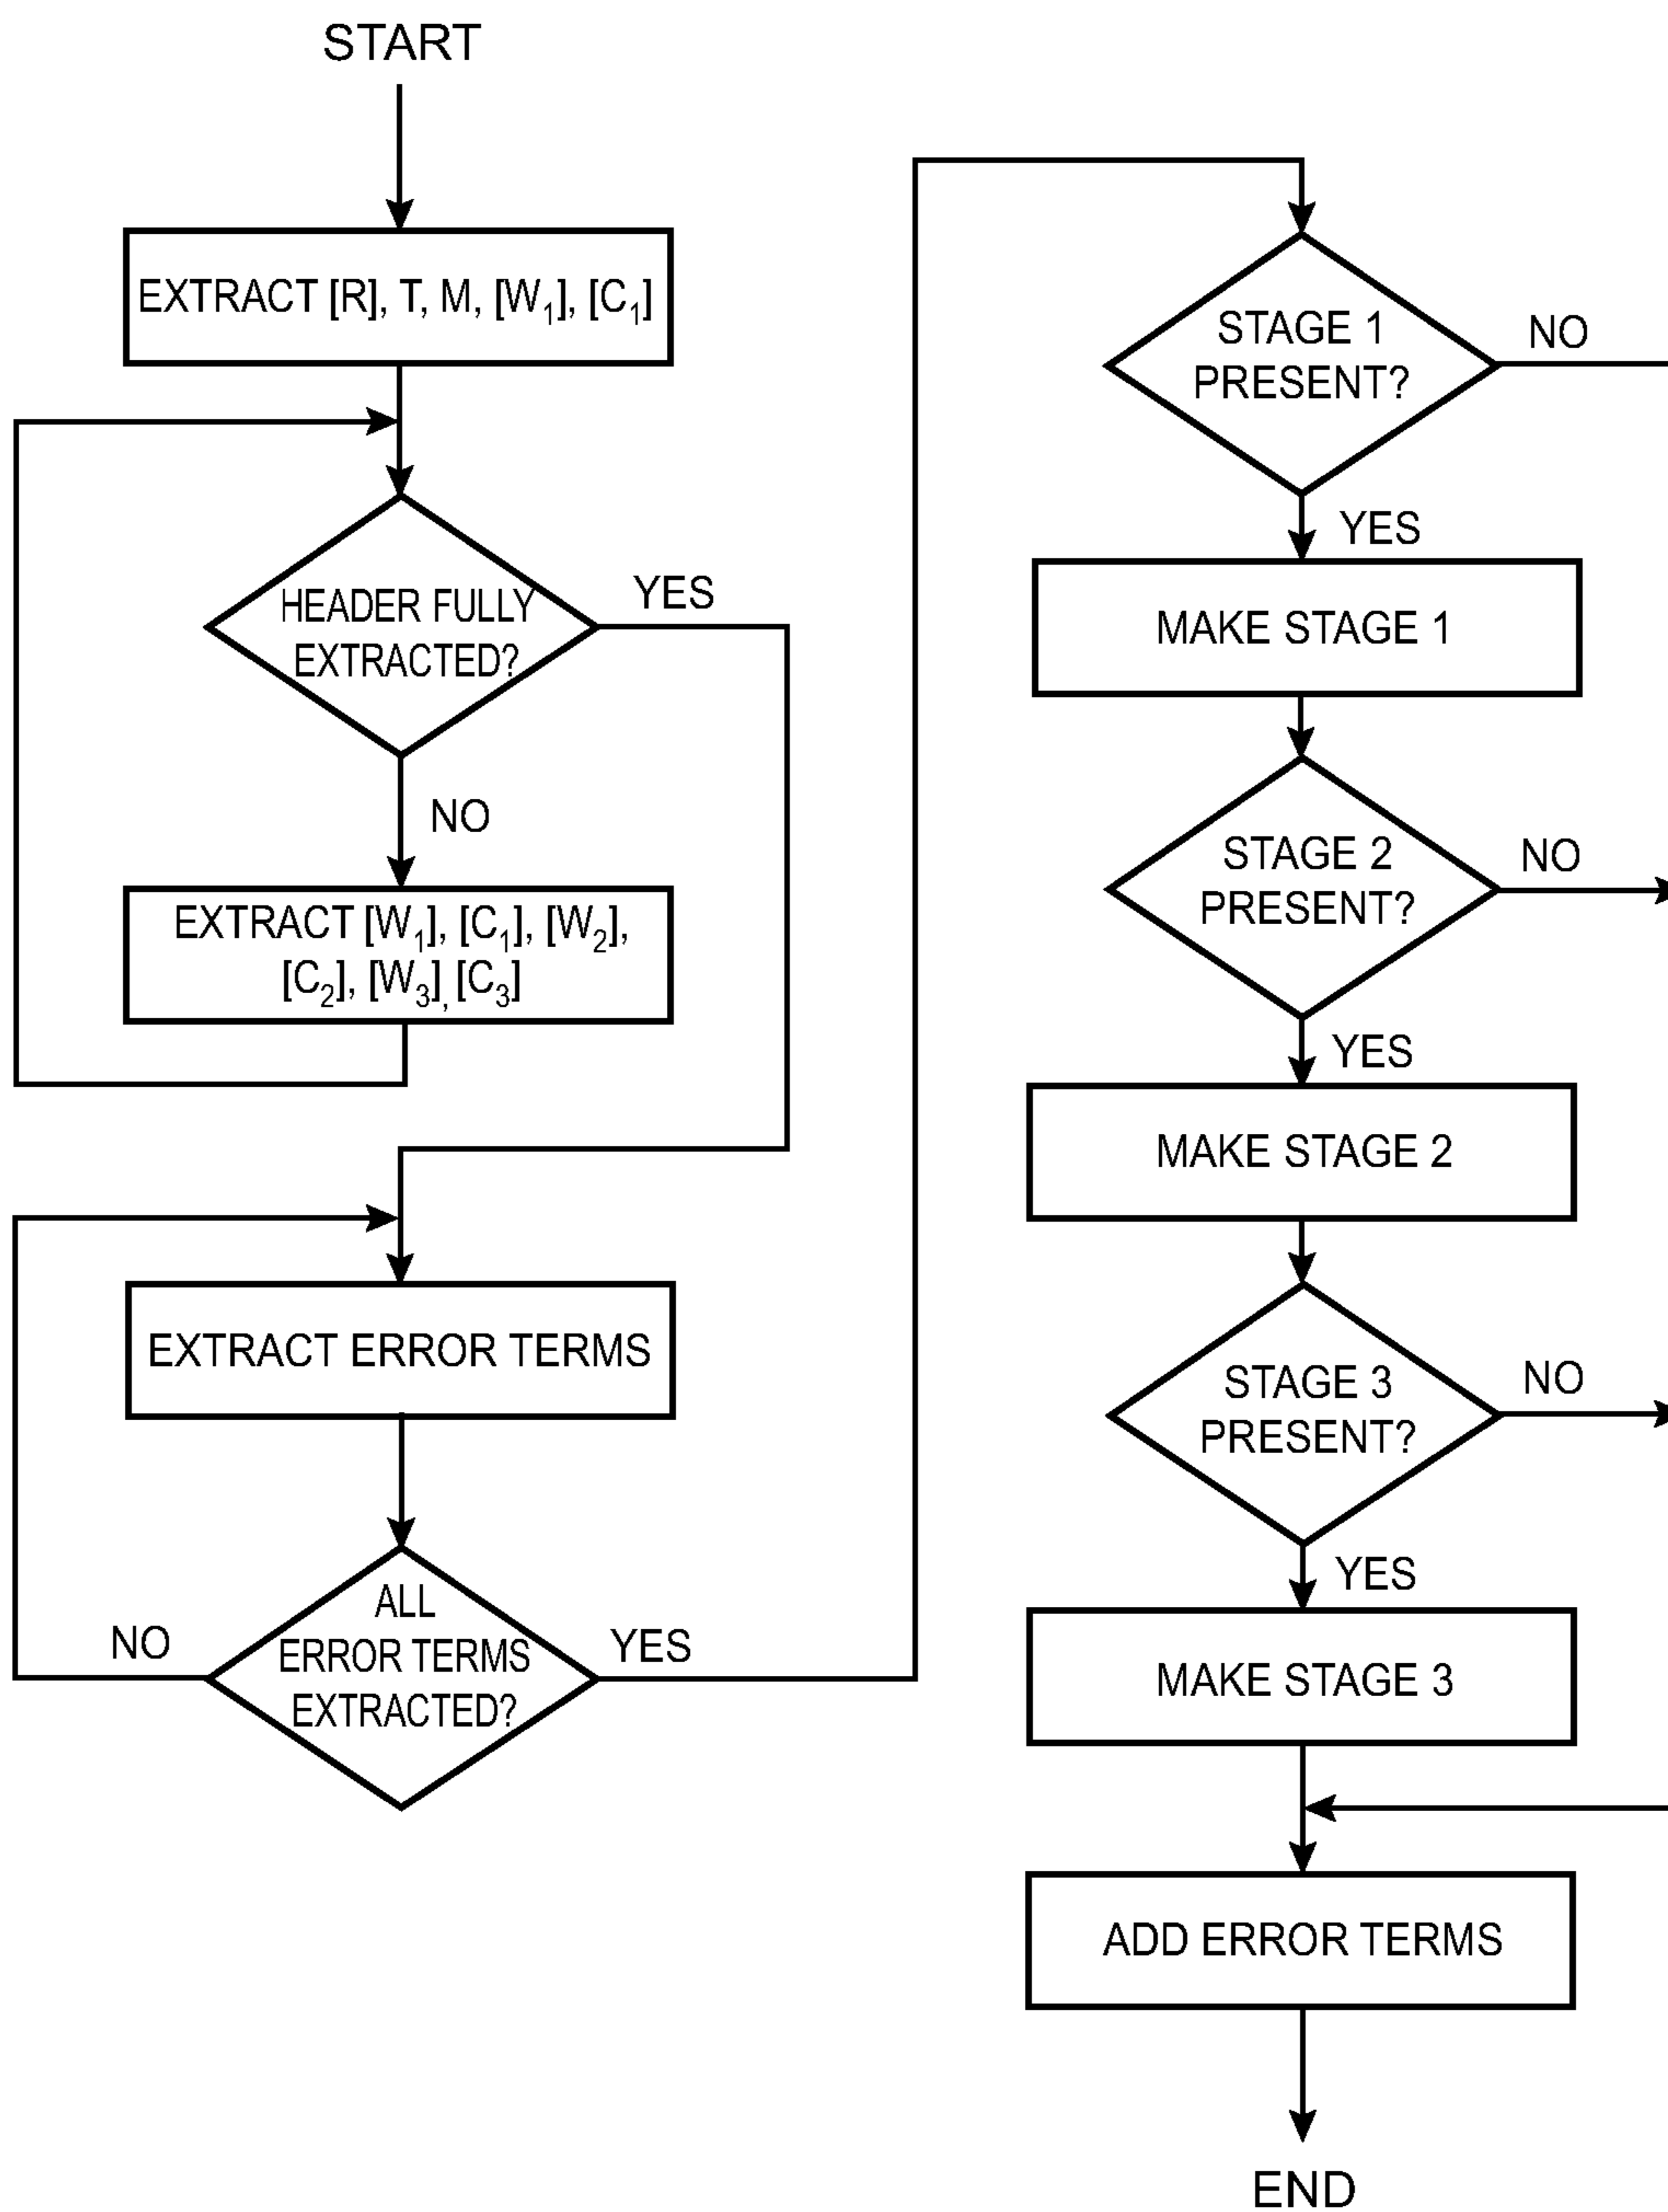 START
EXTRACT [R], T, M, [W₁], [C₁]
HEADER FULLY
EXTRACTED?
YES
NO
EXTRACT [W₁], [C₁], [W₂],
[C₂], [W₃], [C₃]
EXTRACT ERROR TERMS
ALL
ERROR TERMS
EXTRACTED?
NO
YES
STAGE 1
PRESENT?
NO
YES
MAKE STAGE 1
STAGE 2
PRESENT?
NO
YES
MAKE STAGE 2
STAGE 3
PRESENT?
NO
YES
MAKE STAGE 3
ADD ERROR TERMS
END